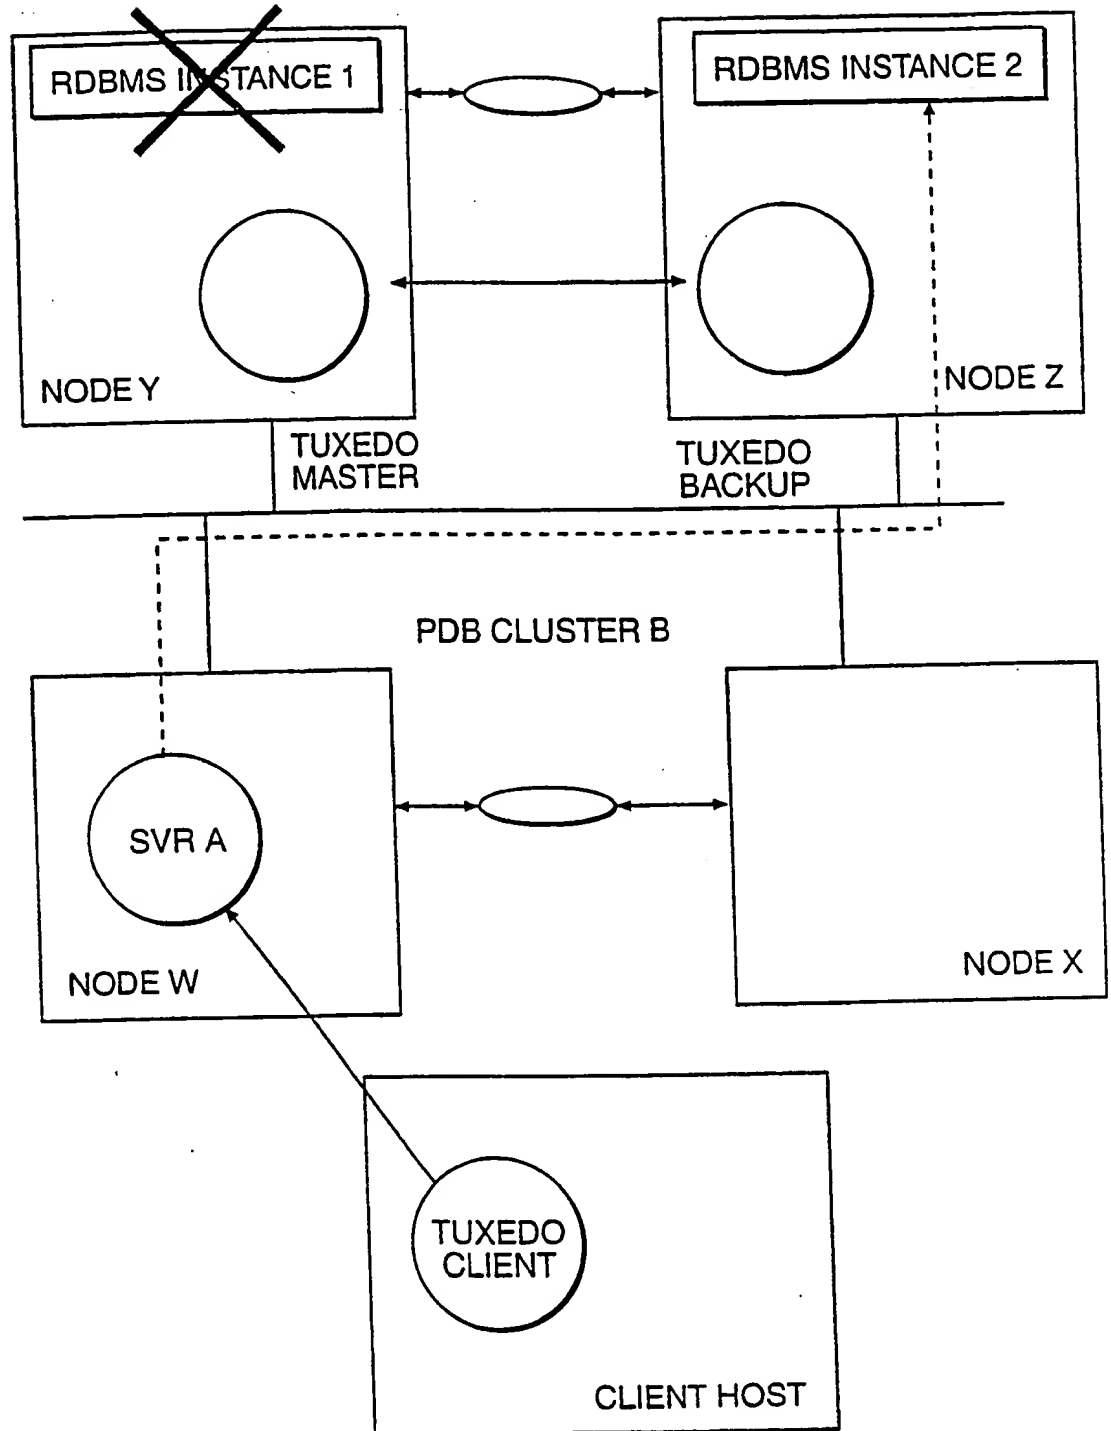 RDBMS INSTANCE 1
RDBMS INSTANCE 2
NODE Y
NODE Z
TUXEDO
MASTER
TUXEDO
BACKUP
PDB CLUSTER B
SVR A
NODE W
NODE X
TUXEDO
CLIENT
CLIENT HOST